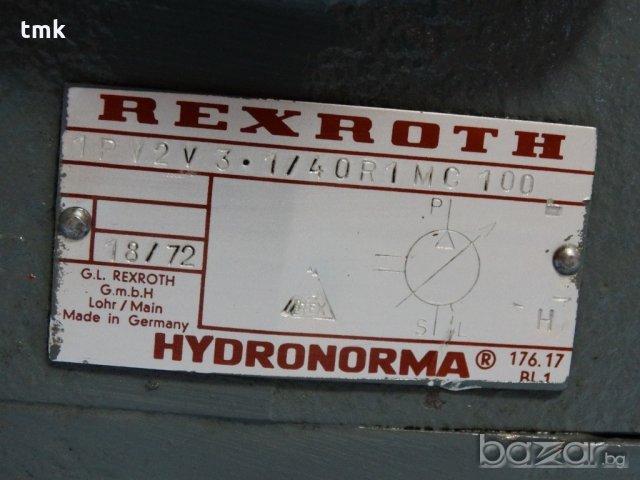 tmk
REXROTH
1PV2V3·1/40R1MC100
P
18/72
G.L. REXROTH
G.m.b.H
Lohr/Main
Made in Germany
S L
H
HYDRONORMA®
176.17
Bl.1
bazar.bg